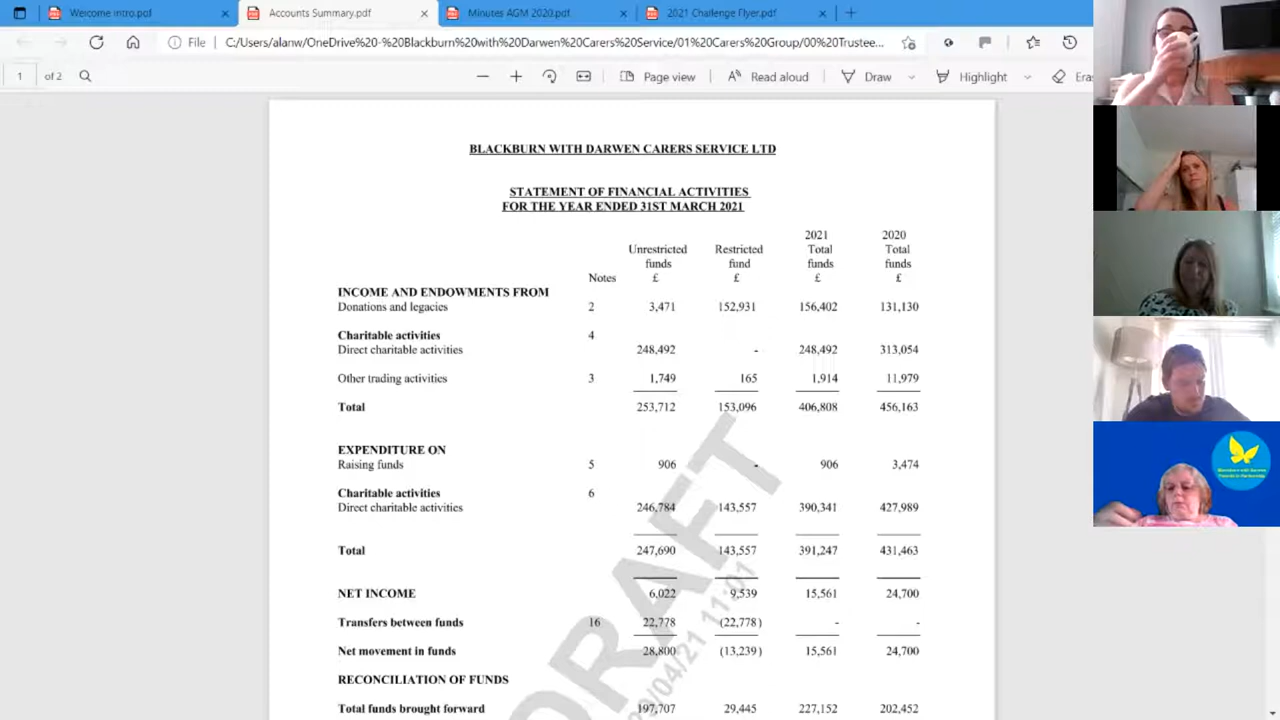 Welcome Intro.pdf × Accounts Summary.pdf × Minutes AGM 2020.pdf × 2021 Challenge Flyer.pdf × +
File C:/Users/alanw/OneDrive%20-%20Blackburn%20with%20Darwen%20Carers%20Service/01%20Carers%20Group/00%20Trustee...
1 of 2 Page view Read aloud Draw Highlight Eras
BLACKBURN WITH DARWEN CARERS SERVICE LTD
STATEMENT OF FINANCIAL ACTIVITIES
FOR THE YEAR ENDED 31ST MARCH 2021
2021 2020
Unrestricted Restricted Total Total
funds fund funds funds
Notes £ £ £ £
INCOME AND ENDOWMENTS FROM
Donations and legacies 2 3,471 152,931 156,402 131,130
Charitable activities 4
Direct charitable activities 248,492 - 248,492 313,054
Other trading activities 3 1,749 165 1,914 11,979
Total 253,712 153,096 406,808 456,163
EXPENDITURE ON
Raising funds 5 906 - 906 3,474
Charitable activities 6
Direct charitable activities 246,784 143,557 390,341 427,989
Total 247,690 143,557 391,247 431,463
NET INCOME 6,022 9,539 15,561 24,700
Transfers between funds 16 22,778 (22,778) - -
Net movement in funds 28,800 (13,239) 15,561 24,700
RECONCILIATION OF FUNDS
Total funds brought forward 197,707 29,445 227,152 202,452
DRAFT
/04/21 11:01